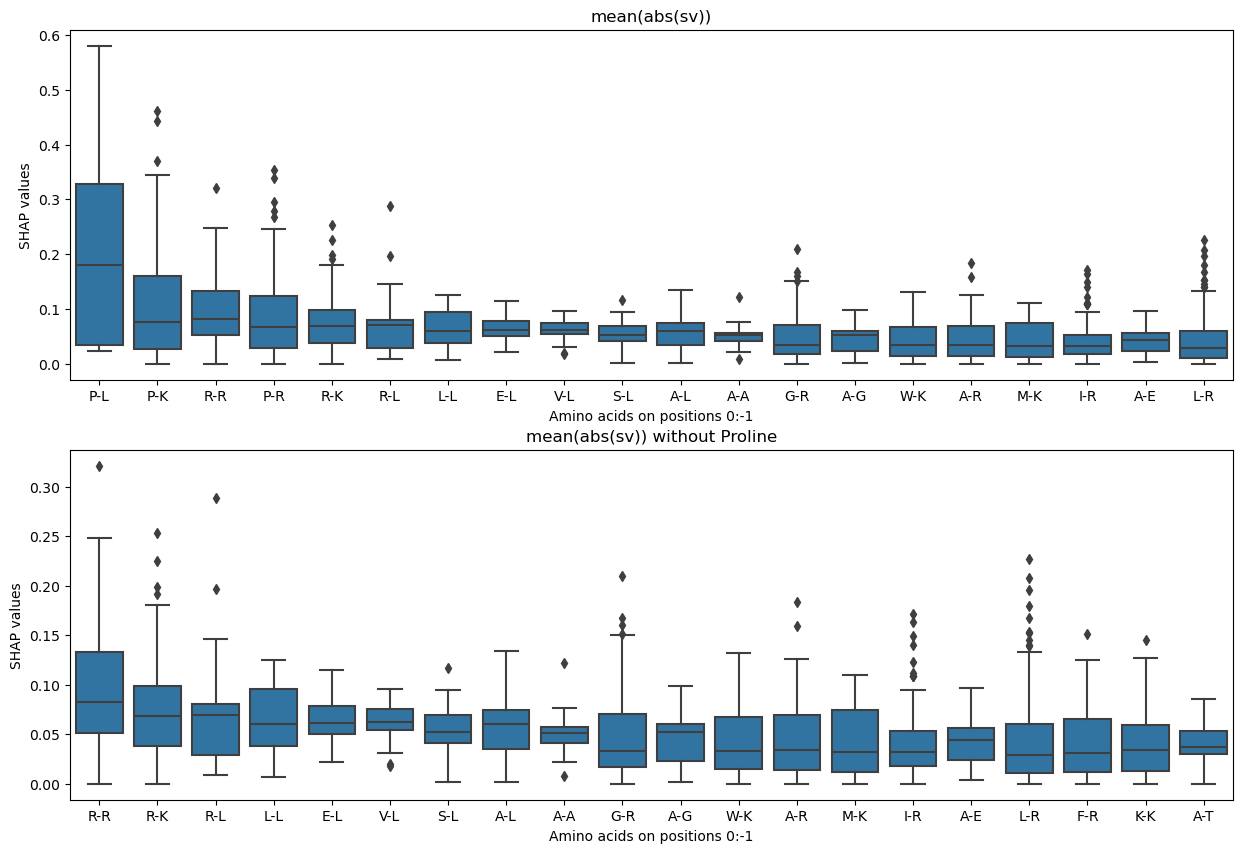 mean(abs(sv))
SHAP values
0.6
0.5
0.4
0.3
0.2
0.1
0.0
P-L P-K R-R P-R R-K R-L L-L E-L V-L S-L A-L A-A G-R A-G W-K A-R M-K I-R A-E L-R
Amino acids on positions 0:-1
mean(abs(sv)) without Proline
SHAP values
0.30
0.25
0.20
0.15
0.10
0.05
0.00
R-R R-K R-L L-L E-L V-L S-L A-L A-A G-R A-G W-K A-R M-K I-R A-E L-R F-R K-K A-T
Amino acids on positions 0:-1